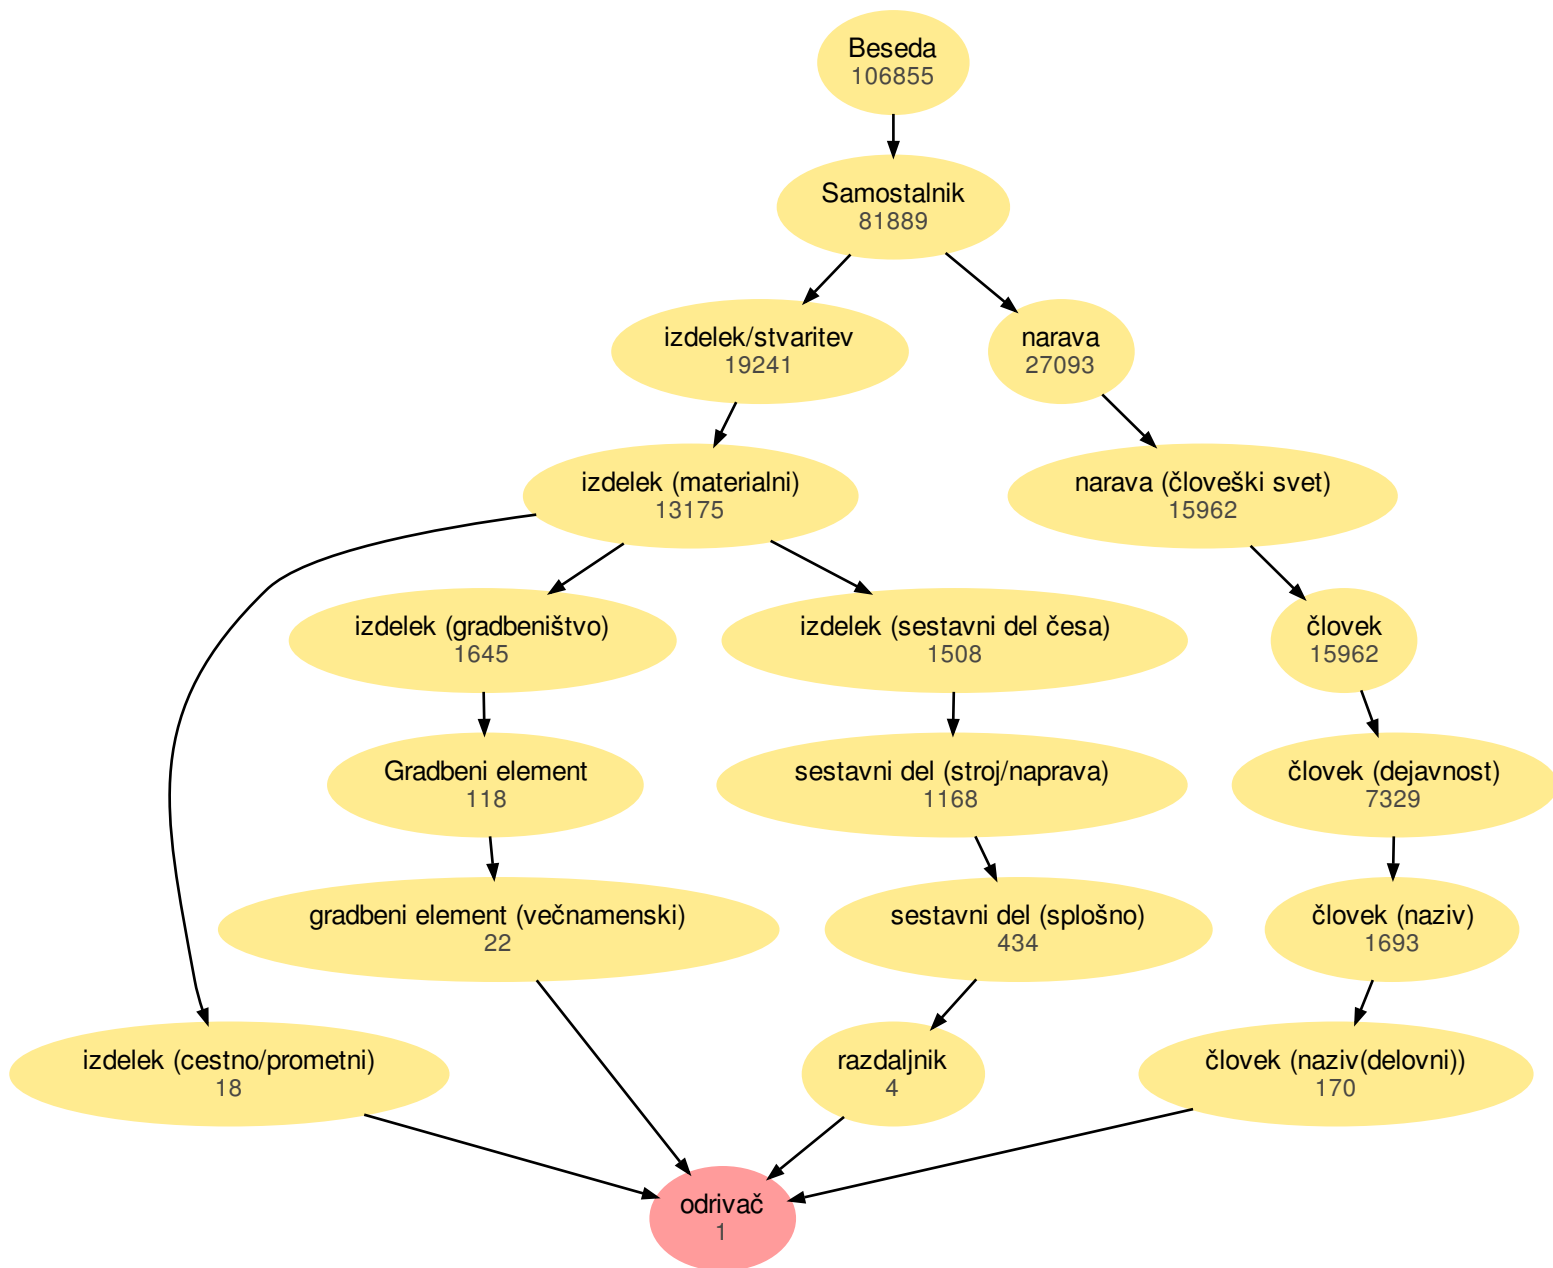 Beseda
106855
Samostalnik
81889
izdelek/stvaritev
19241
narava
27093
izdelek (materialni)
13175
narava (človeški svet)
15962
izdelek (gradbeništvo)
1645
izdelek (sestavni del česa)
1508
človek
15962
Gradbeni element
118
sestavni del (stroj/naprava)
1168
človek (dejavnost)
7329
gradbeni element (večnamenski)
22
sestavni del (splošno)
434
človek (naziv)
1693
izdelek (cestno/prometni)
18
razdaljnik
4
človek (naziv(delovni))
170
odrivač
1